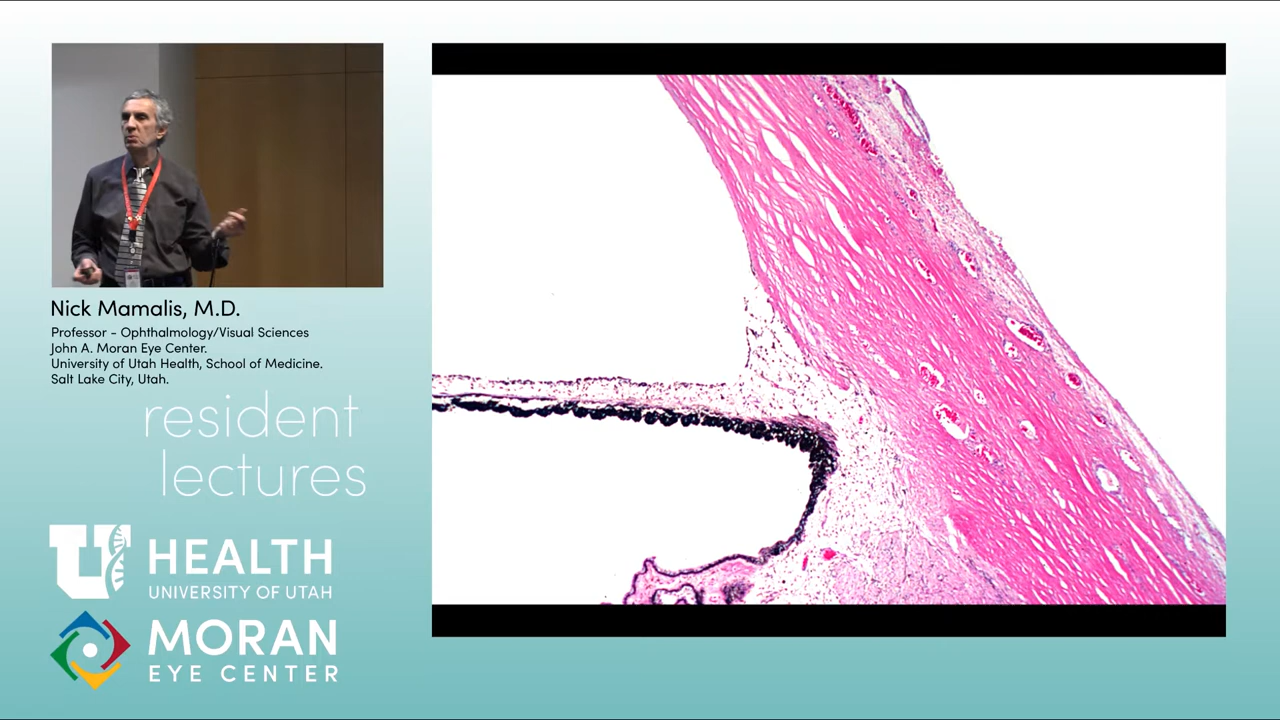 Nick Mamalis, M.D.
Professor - Ophthalmology/Visual Sciences
John A. Moran Eye Center.
University of Utah Health, School of Medicine.
Salt Lake City, Utah.
resident
lectures
U HEALTH
UNIVERSITY OF UTAH
MORAN
EYE CENTER